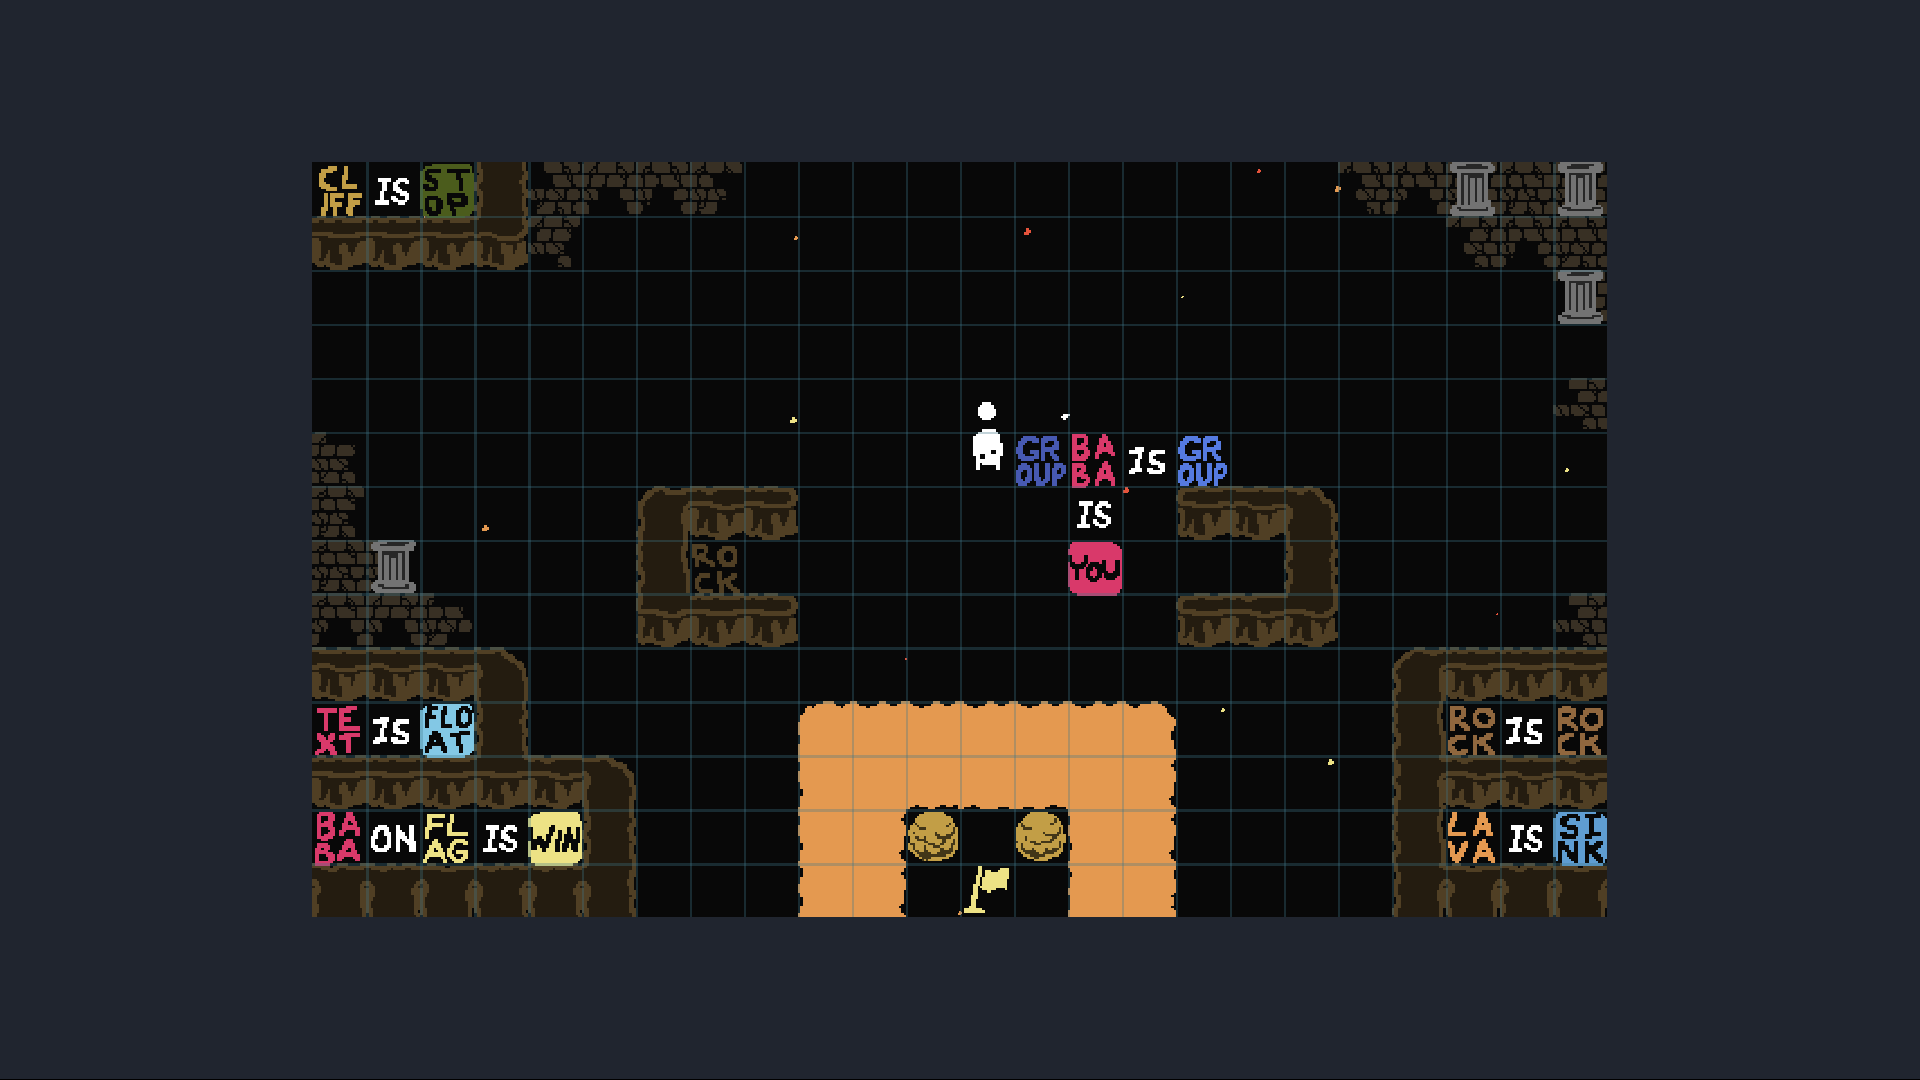 CLIFF IS STOP
GROUP BABA IS GROUP
IS
ROCK YOU
TEXT IS FLOAT ROCK IS ROCK
BABA ON FLAG IS WIN LAVA IS SINK